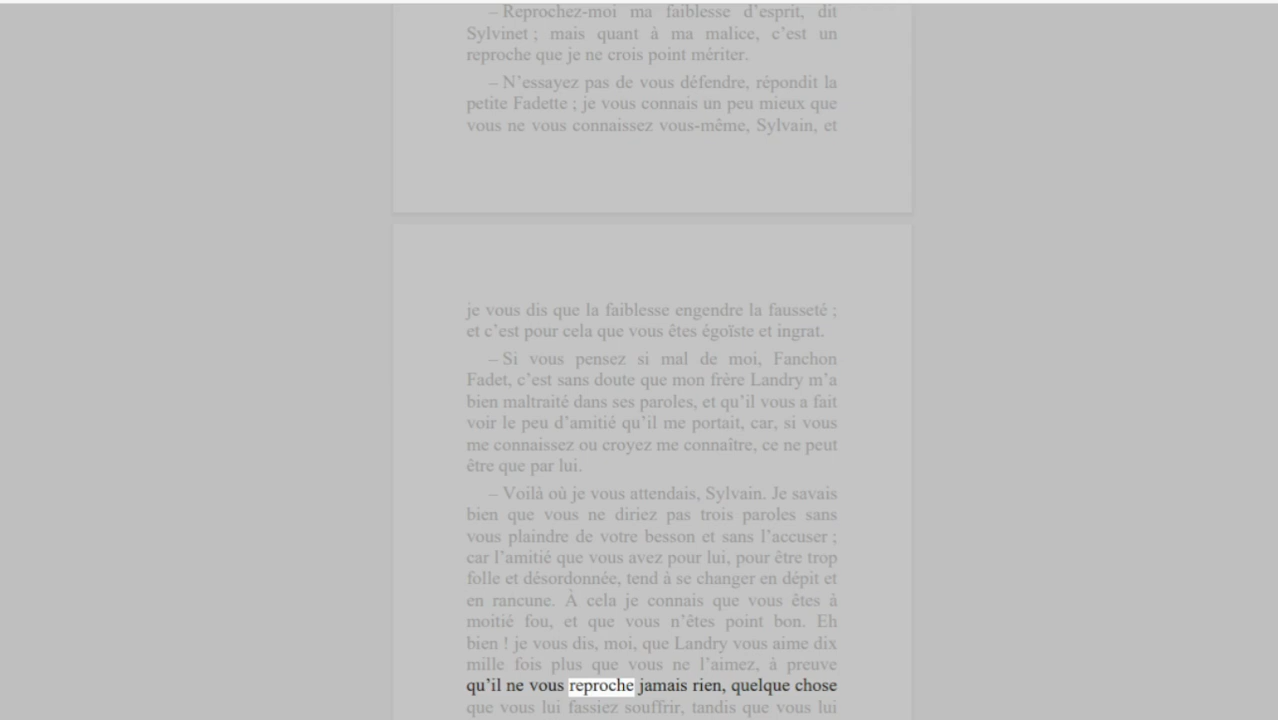 – Reprochez-moi ma faiblesse d’esprit, dit
Sylvinet ; mais quant à ma malice, c’est un
reproche que je ne crois point mériter.
– N’essayez pas de vous défendre, répondit la
petite Fadette ; je vous connais un peu mieux que
vous ne vous connaissez vous-même, Sylvain, et
je vous dis que la faiblesse engendre la fausseté ;
et c’est pour cela que vous êtes égoïste et ingrat.
– Si vous pensez si mal de moi, Fanchon
Fadet, c’est sans doute que mon frère Landry m’a
bien maltraité dans ses paroles, et qu’il vous a fait
voir le peu d’amitié qu’il me portait, car, si vous
me connaissez ou croyez me connaître, ce ne peut
être que par lui.
– Voilà où je vous attendais, Sylvain. Je savais
bien que vous ne diriez pas trois paroles sans
vous plaindre de votre besson et sans l’accuser ;
car l’amitié que vous avez pour lui, pour être trop
folle et désordonnée, tend à se changer en dépit et
en rancune. À cela je connais que vous êtes à
moitié fou, et que vous n’êtes point bon. Eh
bien ! je vous dis, moi, que Landry vous aime dix
mille fois plus que vous ne l’aimez, à preuve
qu’il ne vous reproche jamais rien, quelque chose
que vous lui fassiez souffrir, tandis que vous lui